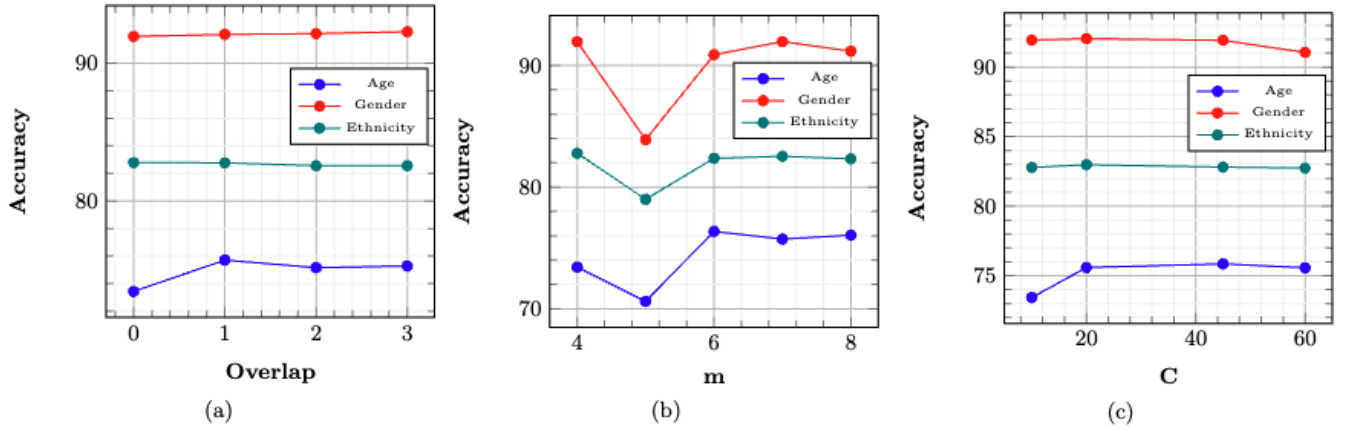 90
80
Accuracy
Age
Gender
Ethnicity
0 1 2 3
Overlap
(a)
90
80
70
Accuracy
Age
Gender
Ethnicity
4 6 8
m
(b)
90
85
80
75
Accuracy
Age
Gender
Ethnicity
20 40 60
C
(c)